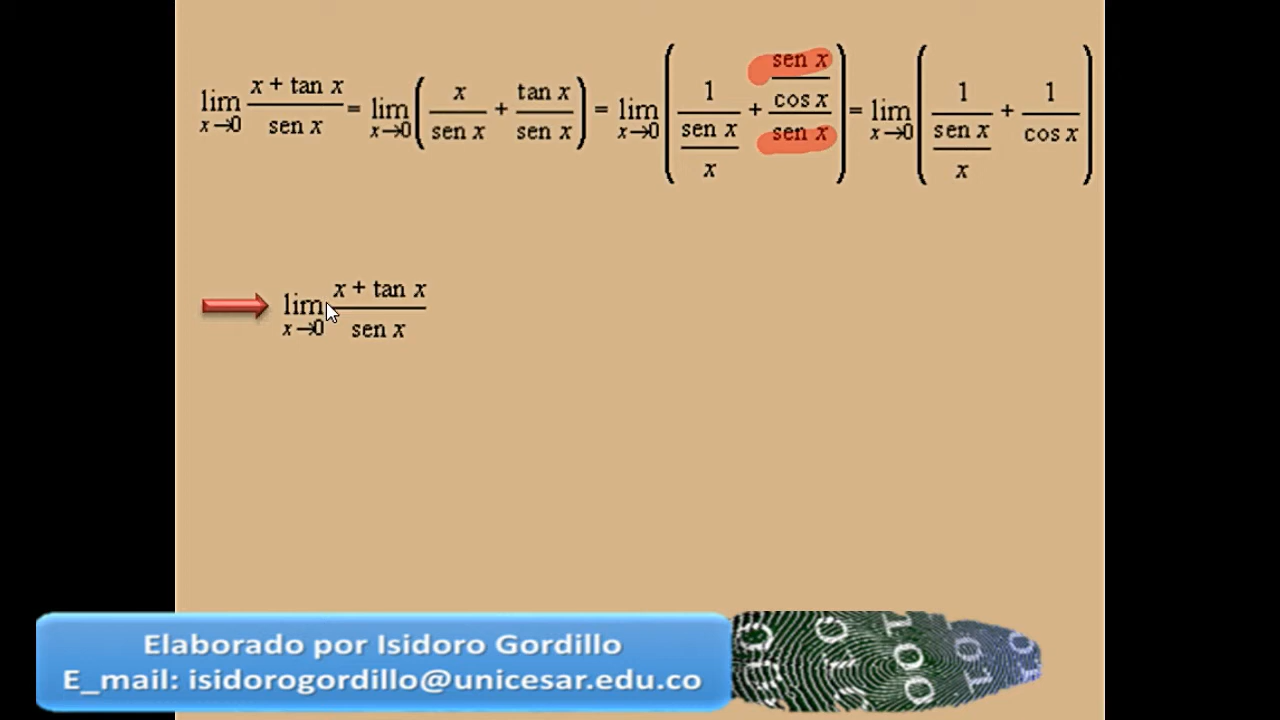 lim x→0 (x + tan x)/(sen x) = lim x→0 (x/(sen x) + (tan x)/(sen x)) = lim x→0 (1/((sen x)/x) + ((sen x)/(cos x))/(sen x)) = lim x→0 (1/((sen x)/x) + 1/(cos x))
lim x→0 (x + tan x)/(sen x)
Elaborado por Isidoro Gordillo
E_mail: isidorogordillo@unicesar.edu.co